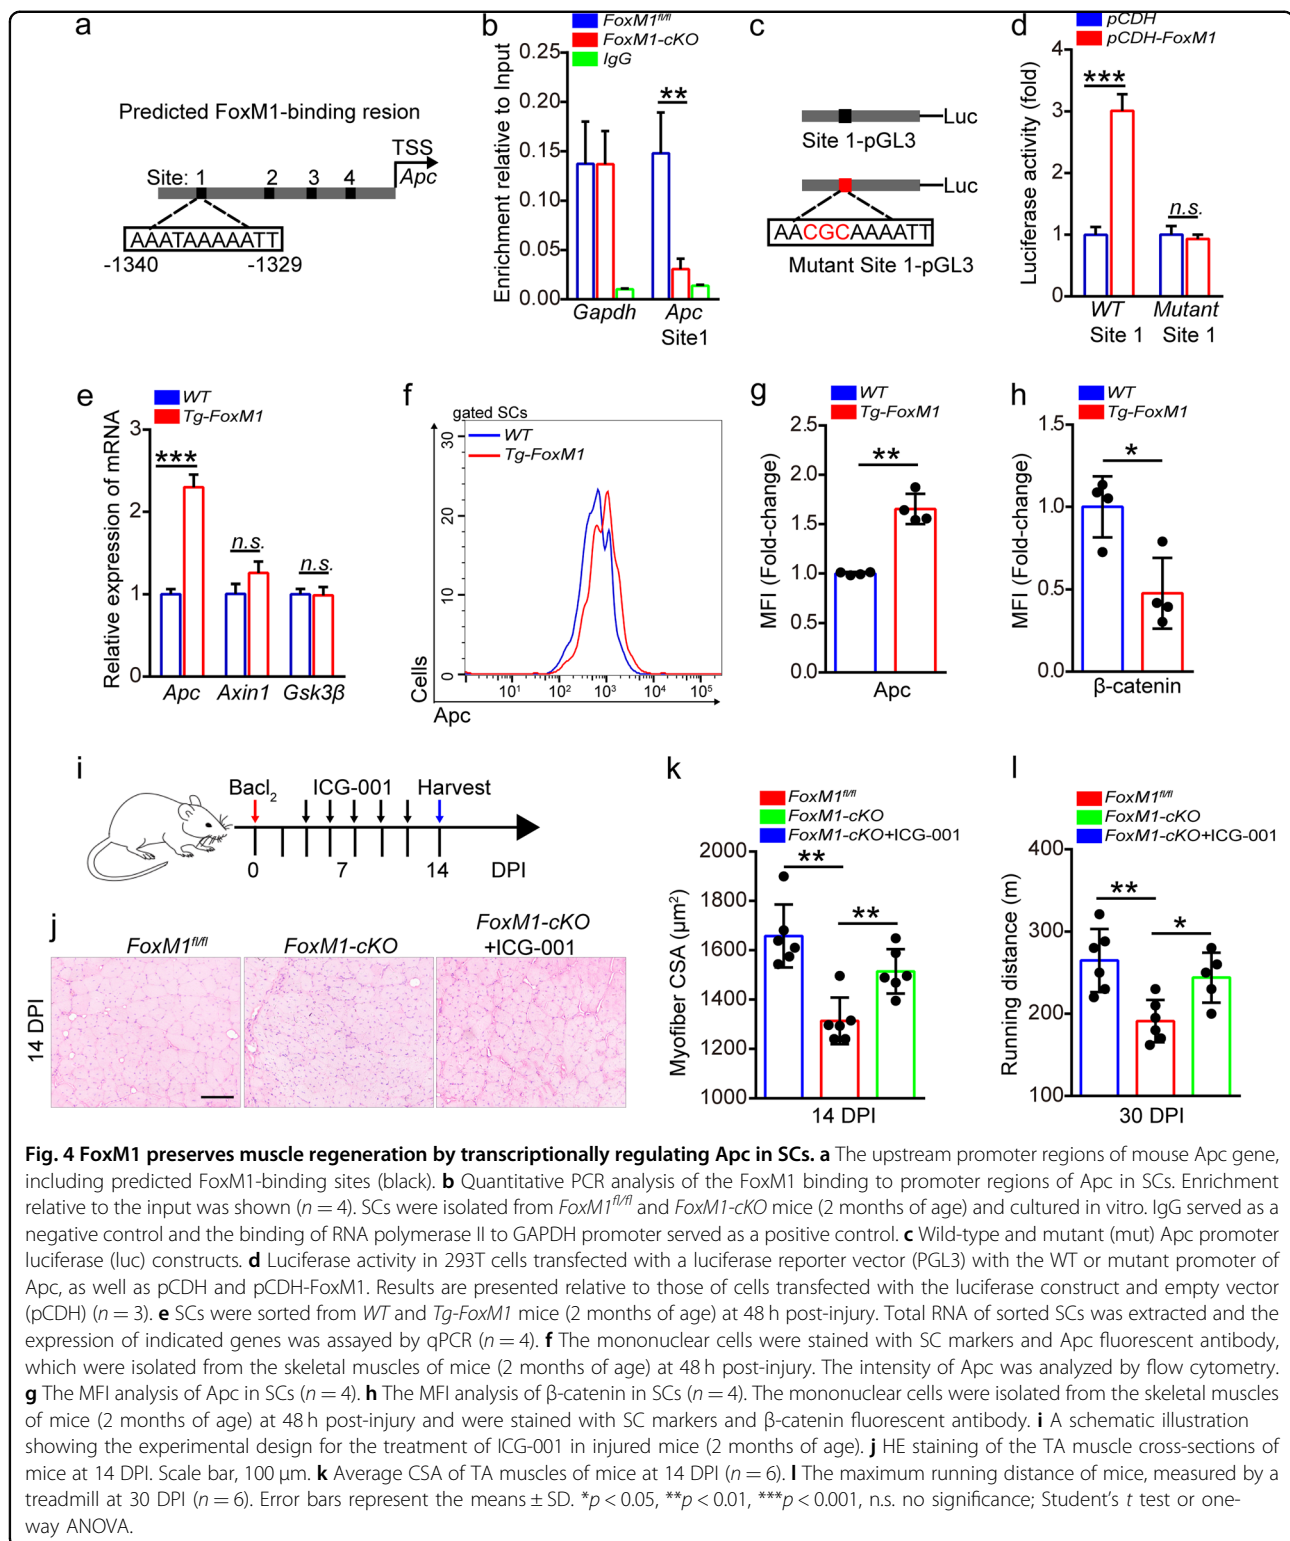 a
Predicted FoxM1-binding resion
TSS
Apc
Site: 1 2 3 4
AAATAAAAATT
-1340 -1329
b
FoxM1fl/fl
FoxM1-cKO
IgG
Enrichment relative to Input
0.25
0.20
0.15
0.10
0.05
0.00
**
Gapdh Apc
Site1
c
Luc
Site 1-pGL3
Luc
AACGCAAAATT
Mutant Site 1-pGL3
d
pCDH
pCDH-FoxM1
Luciferase activity (fold)
4
3
2
1
0
***
n.s.
WT Mutant
Site 1 Site 1
e
WT
Tg-FoxM1
Relative expression of mRNA
3
2
1
0
***
n.s.
n.s.
Apc Axin1 Gsk3β
f
gated SCs
WT
Tg-FoxM1
30
20
10
0
Cells
10¹ 10² 10³ 10⁴ 10⁵
Apc
g
WT
Tg-FoxM1
MFI (Fold-change)
2.5
2.0
1.5
1.0
0.5
0.0
**
Apc
h
WT
Tg-FoxM1
MFI (Fold-change)
1.5
1.0
0.5
0.0
*
β-catenin
i
Bacl₂ ICG-001 Harvest
0 7 14 DPI
j
FoxM1fl/fl FoxM1-cKO FoxM1-cKO
+ICG-001
14 DPI
k
FoxM1fl/fl
FoxM1-cKO
FoxM1-cKO+ICG-001
Myofiber CSA (µm²)
2000
1800
1600
1400
1200
1000
**
**
14 DPI
l
FoxM1fl/fl
FoxM1-cKO
FoxM1-cKO+ICG-001
Running distance (m)
400
300
200
100
**
*
30 DPI
Fig. 4 FoxM1 preserves muscle regeneration by transcriptionally regulating Apc in SCs. a The upstream promoter regions of mouse Apc gene,
including predicted FoxM1-binding sites (black). b Quantitative PCR analysis of the FoxM1 binding to promoter regions of Apc in SCs. Enrichment
relative to the input was shown (n = 4). SCs were isolated from FoxM1fl/fl and FoxM1-cKO mice (2 months of age) and cultured in vitro. IgG served as a
negative control and the binding of RNA polymerase II to GAPDH promoter served as a positive control. c Wild-type and mutant (mut) Apc promoter
luciferase (luc) constructs. d Luciferase activity in 293T cells transfected with a luciferase reporter vector (PGL3) with the WT or mutant promoter of
Apc, as well as pCDH and pCDH-FoxM1. Results are presented relative to those of cells transfected with the luciferase construct and empty vector
(pCDH) (n = 3). e SCs were sorted from WT and Tg-FoxM1 mice (2 months of age) at 48 h post-injury. Total RNA of sorted SCs was extracted and the
expression of indicated genes was assayed by qPCR (n = 4). f The mononuclear cells were stained with SC markers and Apc fluorescent antibody,
which were isolated from the skeletal muscles of mice (2 months of age) at 48 h post-injury. The intensity of Apc was analyzed by flow cytometry.
g The MFI analysis of Apc in SCs (n = 4). h The MFI analysis of β-catenin in SCs (n = 4). The mononuclear cells were isolated from the skeletal muscles
of mice (2 months of age) at 48 h post-injury and were stained with SC markers and β-catenin fluorescent antibody. i A schematic illustration
showing the experimental design for the treatment of ICG-001 in injured mice (2 months of age). j HE staining of the TA muscle cross-sections of
mice at 14 DPI. Scale bar, 100 µm. k Average CSA of TA muscles of mice at 14 DPI (n = 6). l The maximum running distance of mice, measured by a
treadmill at 30 DPI (n = 6). Error bars represent the means ± SD. *p < 0.05, **p < 0.01, ***p < 0.001, n.s. no significance; Student's t test or one-
way ANOVA.